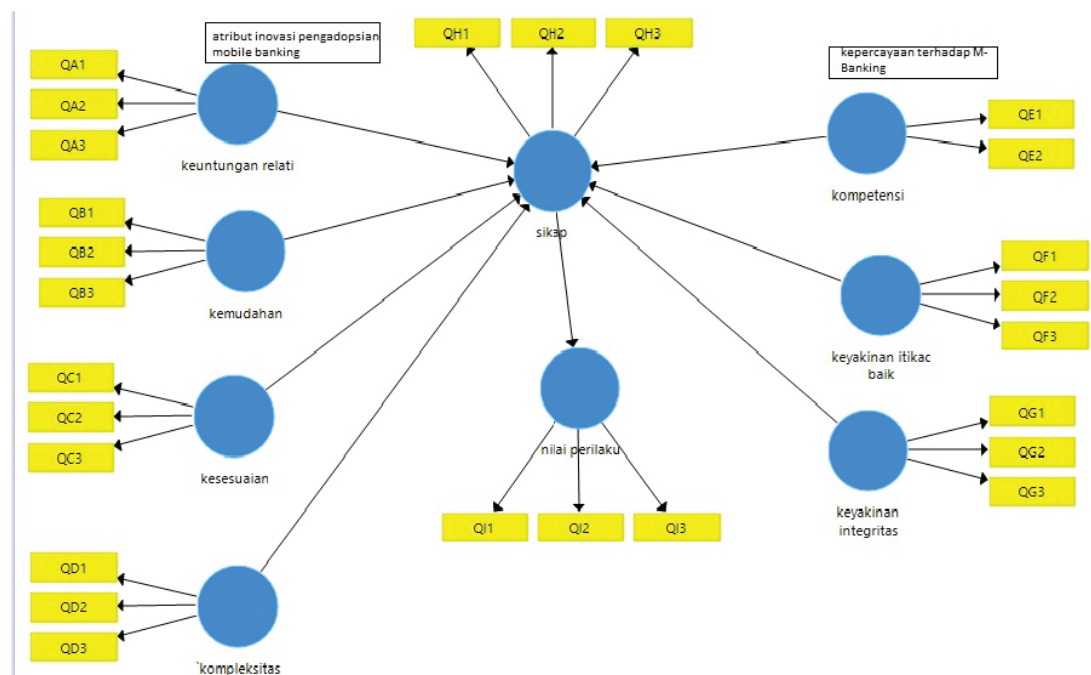 atribut inovasi pengadopsian
mobile banking
QA1
QA2
QA3
keuntungan relati
QB1
QB2
QB3
kemudahan
QC1
QC2
QC3
kesesuaian
QD1
QD2
QD3
`kompleksitas
QH1
QH2
QH3
sikap
nilai perilaku
QI1
QI2
QI3
kepercayaan terhadap M-
Banking
QE1
QE2
kompetensi
QF1
QF2
QF3
keyakinan itikac
baik
QG1
QG2
QG3
keyakinan
integritas